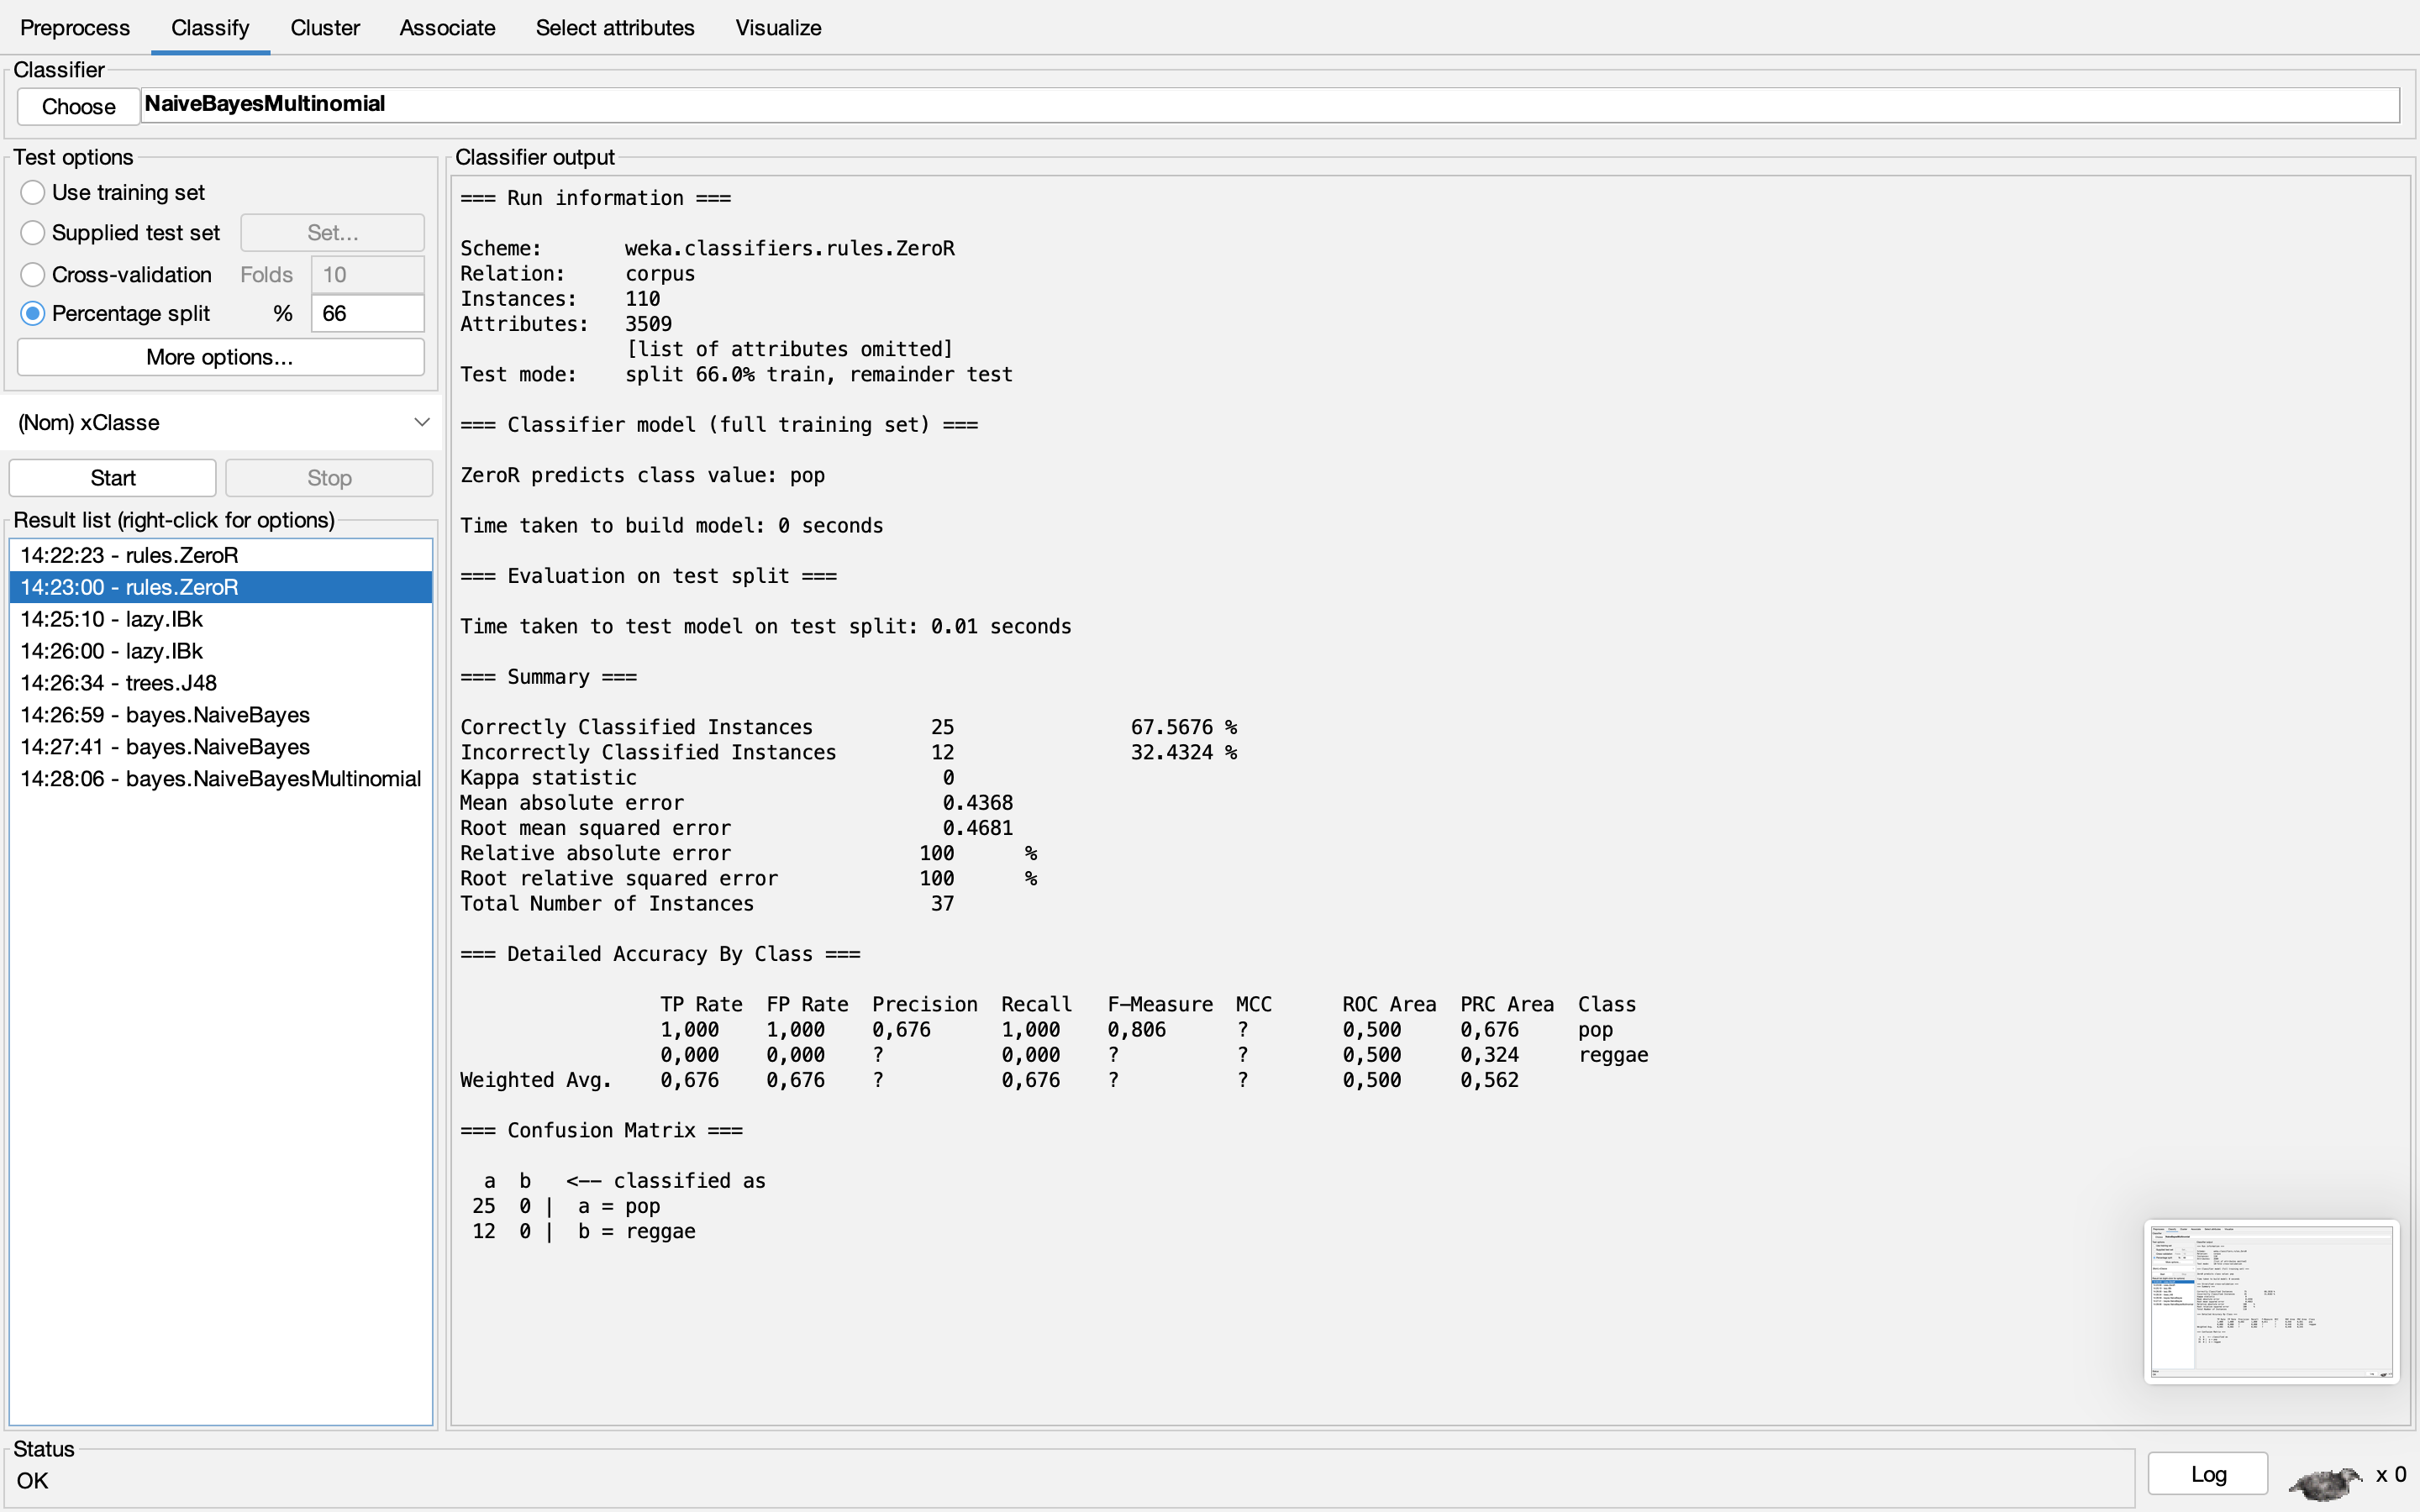 Preprocess Classify Cluster Associate Select attributes Visualize
Classifier
Choose NaiveBayesMultinomial
Test options
Use training set
Supplied test set Set...
Cross-validation Folds 10
Percentage split % 66
More options...
(Nom) xClasse
Start Stop
Result list (right-click for options)
14:22:23 - rules.ZeroR
14:23:00 - rules.ZeroR
14:25:10 - lazy.IBk
14:26:00 - lazy.IBk
14:26:34 - trees.J48
14:26:59 - bayes.NaiveBayes
14:27:41 - bayes.NaiveBayes
14:28:06 - bayes.NaiveBayesMultinomial
Classifier output
=== Run information ===
Scheme: weka.classifiers.rules.ZeroR
Relation: corpus
Instances: 110
Attributes: 3509
[list of attributes omitted]
Test mode: split 66.0% train, remainder test
=== Classifier model (full training set) ===
ZeroR predicts class value: pop
Time taken to build model: 0 seconds
=== Evaluation on test split ===
Time taken to test model on test split: 0.01 seconds
=== Summary ===
Correctly Classified Instances 25 67.5676 %
Incorrectly Classified Instances 12 32.4324 %
Kappa statistic 0
Mean absolute error 0.4368
Root mean squared error 0.4681
Relative absolute error 100 %
Root relative squared error 100 %
Total Number of Instances 37
=== Detailed Accuracy By Class ===
TP Rate FP Rate Precision Recall F-Measure MCC ROC Area PRC Area Class
1,000 1,000 0,676 1,000 0,806 ? 0,500 0,676 pop
0,000 0,000 ? 0,000 ? ? 0,500 0,324 reggae
Weighted Avg. 0,676 0,676 ? 0,676 ? ? 0,500 0,562
=== Confusion Matrix ===
a b <-- classified as
25 0 | a = pop
12 0 | b = reggae
Status
OK
Log x 0